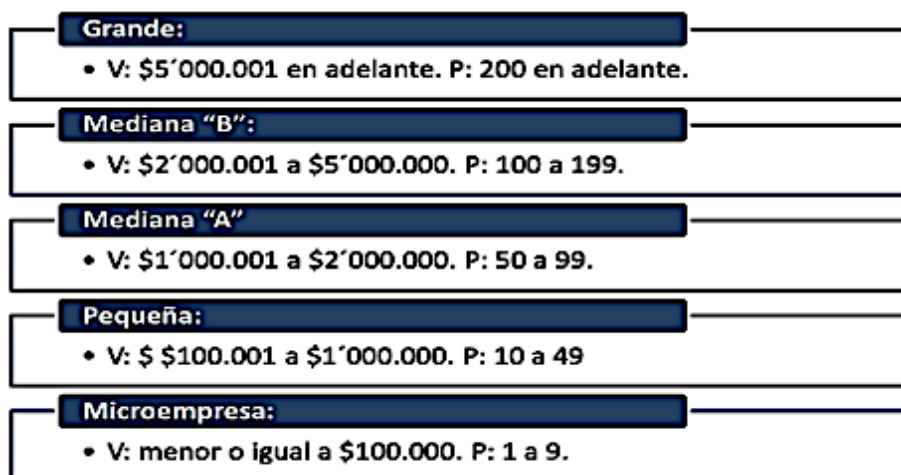 Grande:
• V: $5´000.001 en adelante. P: 200 en adelante.
Mediana “B”:
• V: $2´000.001 a $5´000.000. P: 100 a 199.
Mediana “A”
• V: $1´000.001 a $2´000.000. P: 50 a 99.
Pequeña:
• V: $ $100.001 a $1´000.000. P: 10 a 49
Microempresa:
• V: menor o igual a $100.000. P: 1 a 9.